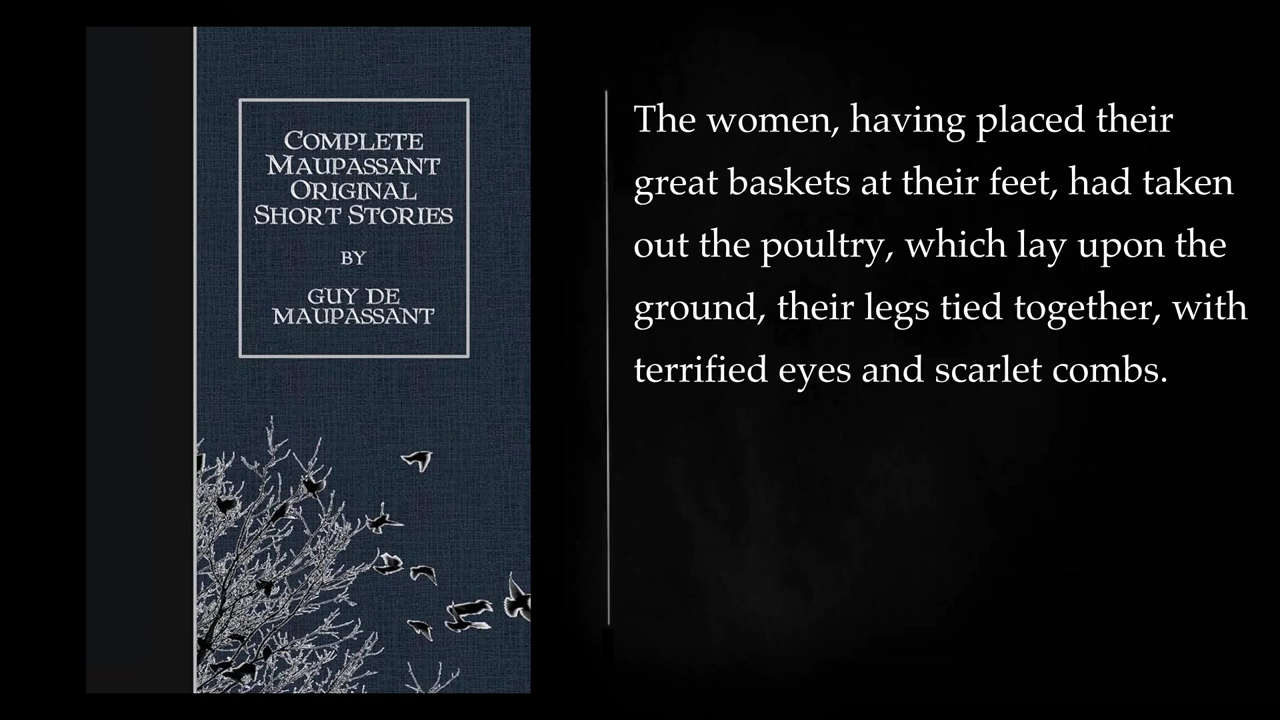 COMPLETE
MAUPASSANT
ORIGINAL
SHORT STORIES
BY
GUY DE
MAUPASSANT
The women, having placed their
great baskets at their feet, had taken
out the poultry, which lay upon the
ground, their legs tied together, with
terrified eyes and scarlet combs.